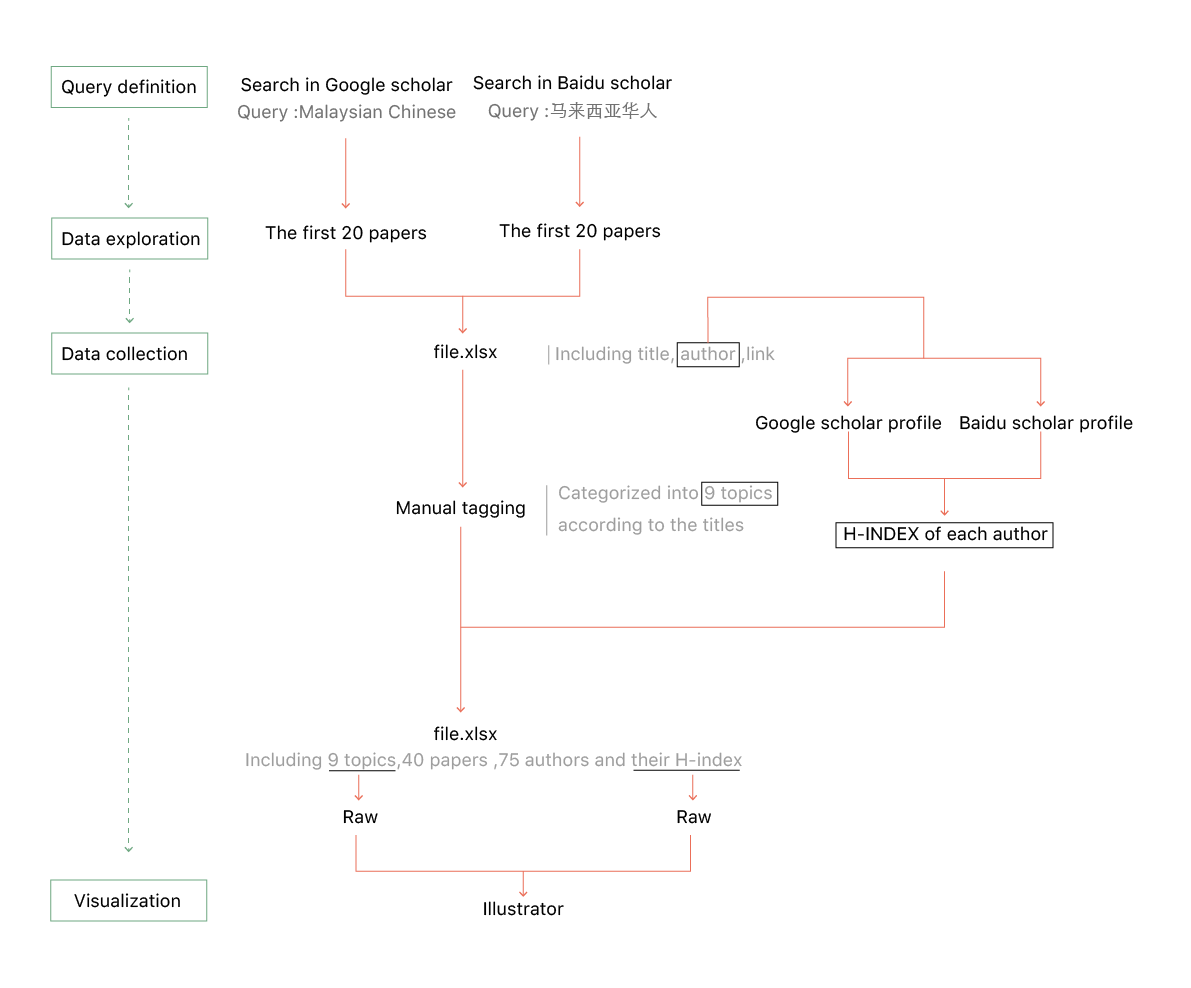 Query definition
Search in Google scholar
Query :Malaysian Chinese
Search in Baidu scholar
Query :马来西亚华人
Data exploration
The first 20 papers
The first 20 papers
Data collection
file.xlsx
Including title, author ,link
Google scholar profile
Baidu scholar profile
Manual tagging
Categorized into 9 topics
according to the titles
H-INDEX of each author
file.xlsx
Including 9 topics,40 papers ,75 authors and their H-index
Raw
Raw
Visualization
Illustrator